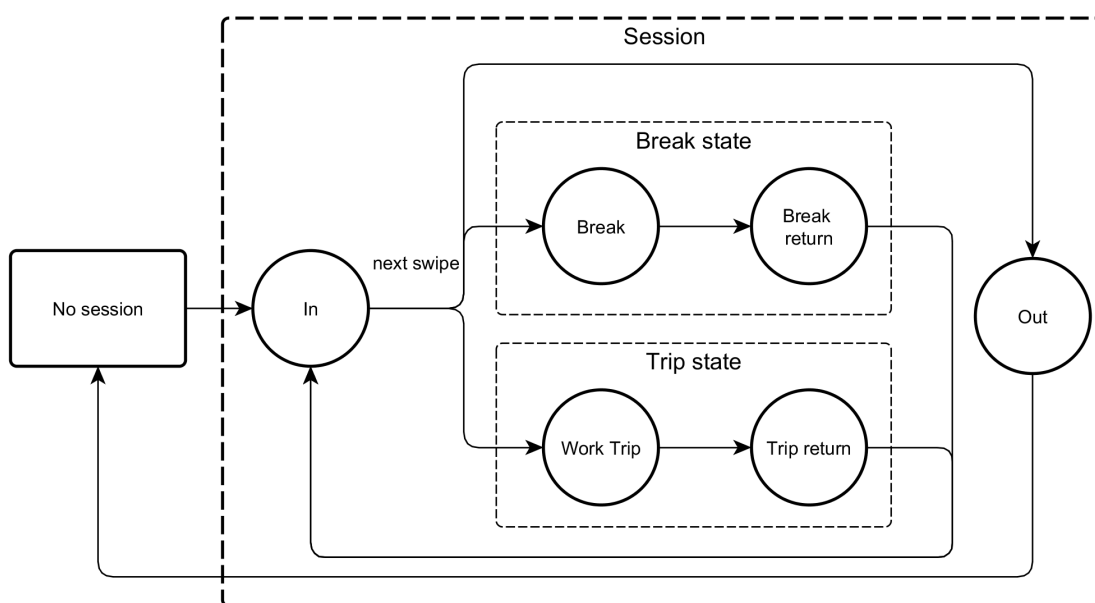 Session
Break state
Break
Break
return
next swipe
No session
In
Out
Trip state
Work Trip
Trip return